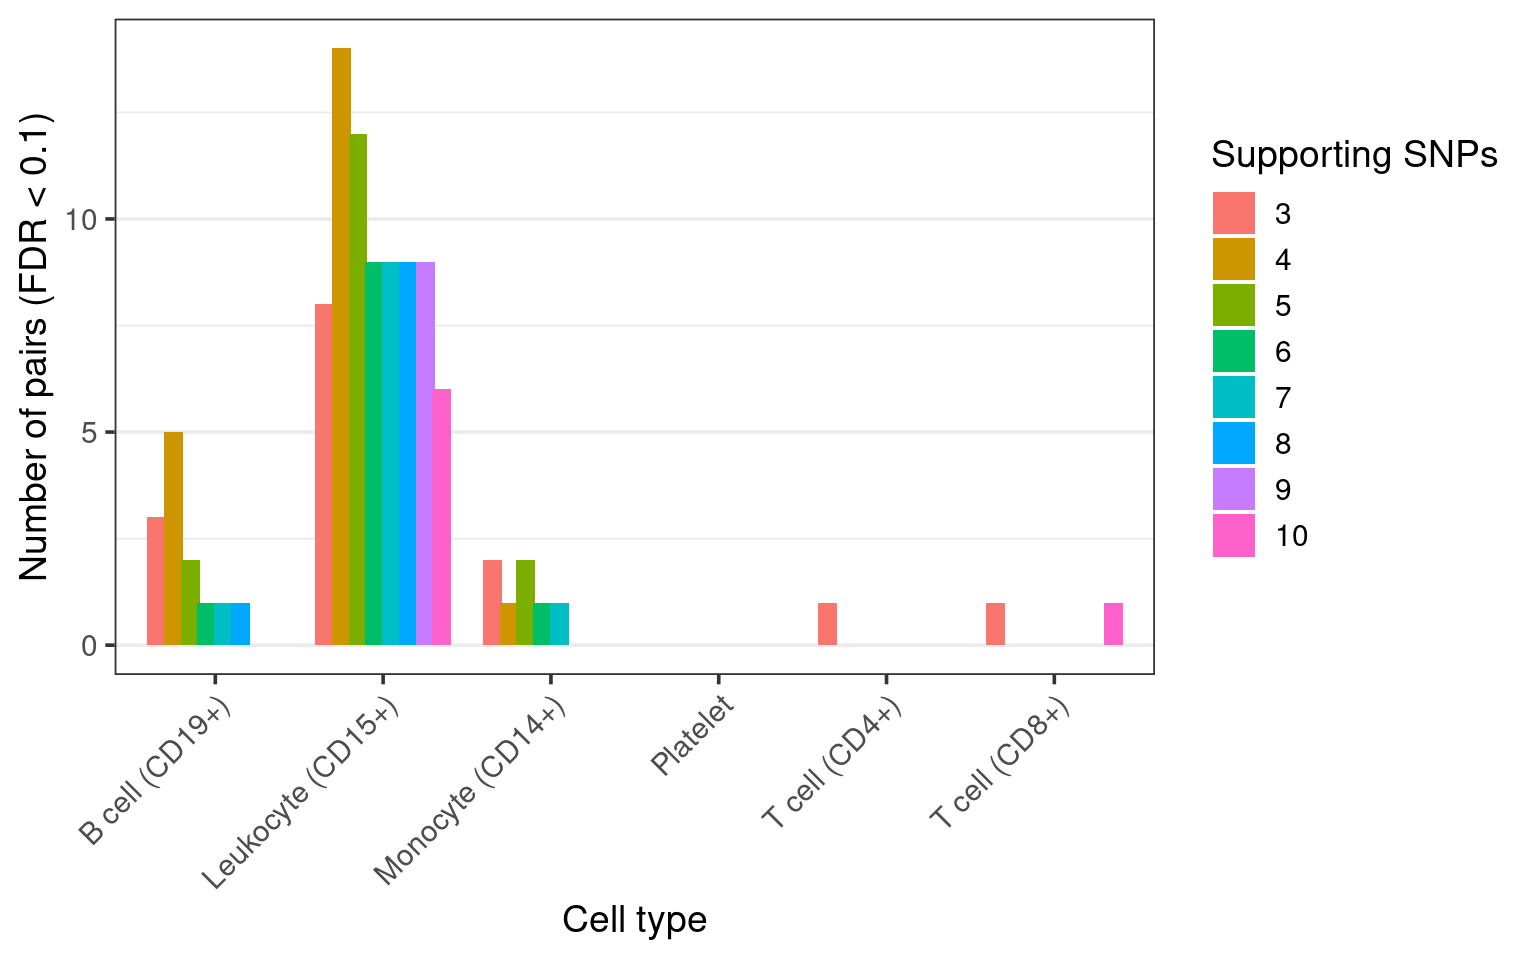 Number of pairs (FDR < 0.1)
10
5
0
B cell (CD19+)
Leukocyte (CD15+)
Monocyte (CD14+)
Platelet
T cell (CD4+)
T cell (CD8+)
Cell type
Supporting SNPs
3
4
5
6
7
8
9
10